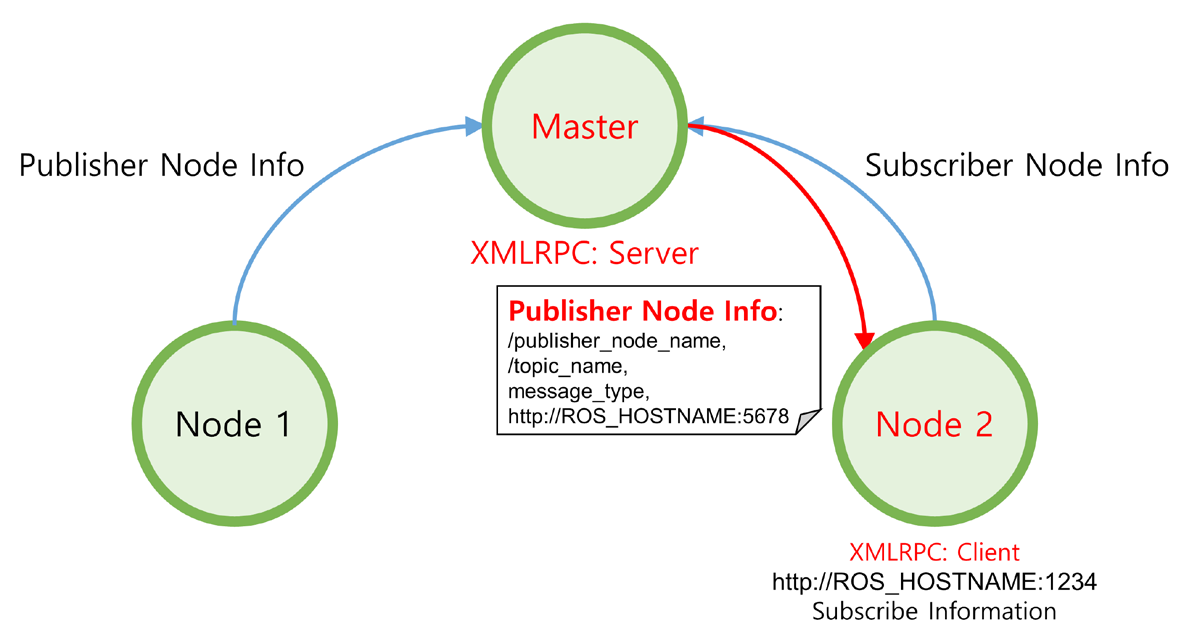 Master
Publisher Node Info
Subscriber Node Info
XMLRPC: Server
Publisher Node Info:
/publisher_node_name,
/topic_name,
message_type,
http://ROS_HOSTNAME:5678
Node 1
Node 2
XMLRPC: Client
http://ROS_HOSTNAME:1234
Subscribe Information